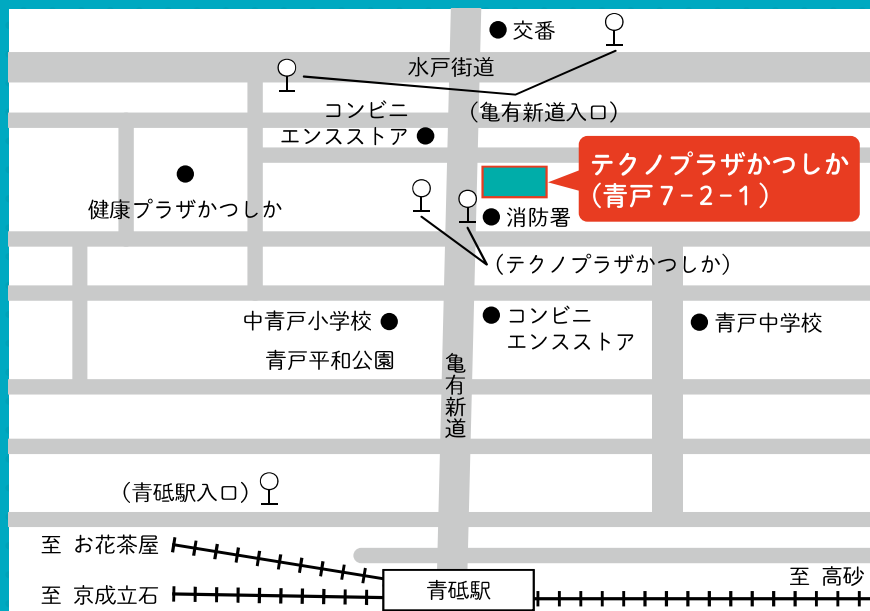 交番
水戸街道
コンビニ
エンスストア
（亀有新道入口）
テクノプラザかつしか
（青戸７－２－１）
健康プラザかつしか
消防署
（テクノプラザかつしか）
中青戸小学校
コンビニ
エンスストア
青戸中学校
青戸平和公園
亀有新道
（青砥駅入口）
至 お花茶屋
至 京成立石
青砥駅
至 高砂